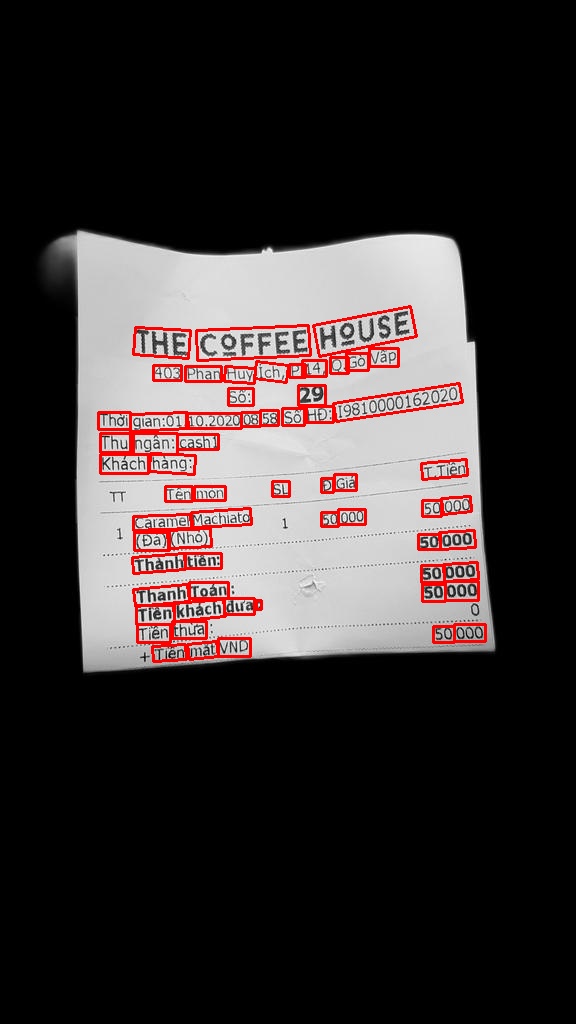 THE COFFEE HOUSE
403 Phan Huy Ích, P.14, Q.Gò Vấp
Số: 29
Thời gian:01.10.2020 08:58 Số HĐ: I9810000162020
Thu ngân: cash1
Khách hàng:
TT Tên món SL Đ.Giá T.Tiền
1 Caramel Machiato (Đá) (Nhỏ) 1 50,000 50,000
Thành tiền: 50,000
Thanh Toán: 50,000
Tiền khách đưa: 50,000
Tiền thừa: 0
+ Tiền mặt VND 50,000